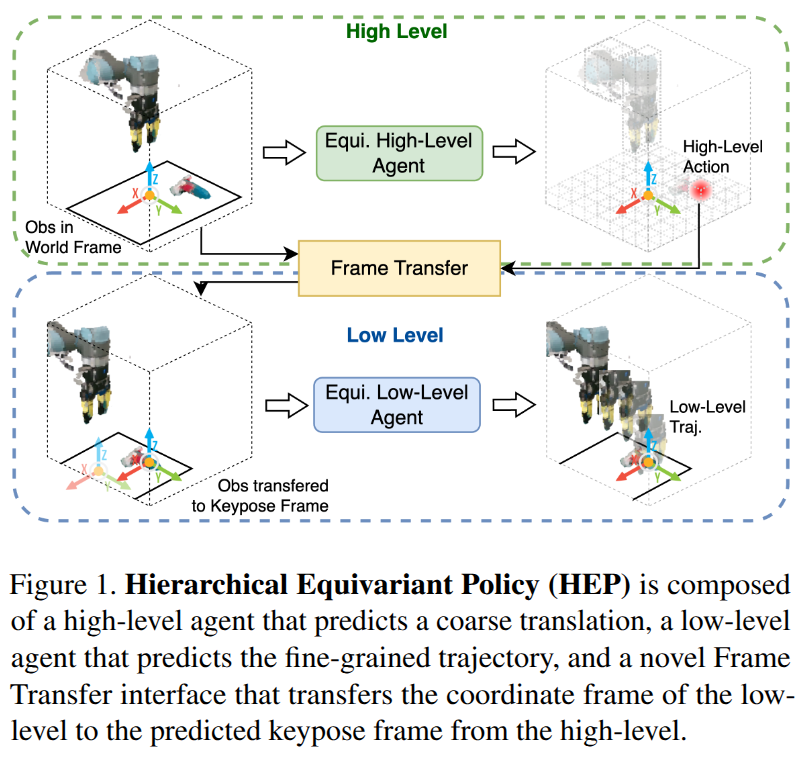 High Level
Equi. High-Level
Agent
High-Level
Action
Z
X
Y
Z
X
Y
Obs in
World Frame
Frame Transfer
Low Level
Equi. Low-Level
Agent
Low-Level
Traj.
Z
X
Y
Z
Y
Z
X
Y
Obs transfered
to Keypose Frame
Figure 1. Hierarchical Equivariant Policy (HEP) is composed
of a high-level agent that predicts a coarse translation, a low-level
agent that predicts the fine-grained trajectory, and a novel Frame
Transfer interface that transfers the coordinate frame of the low-
level to the predicted keypose frame from the high-level.